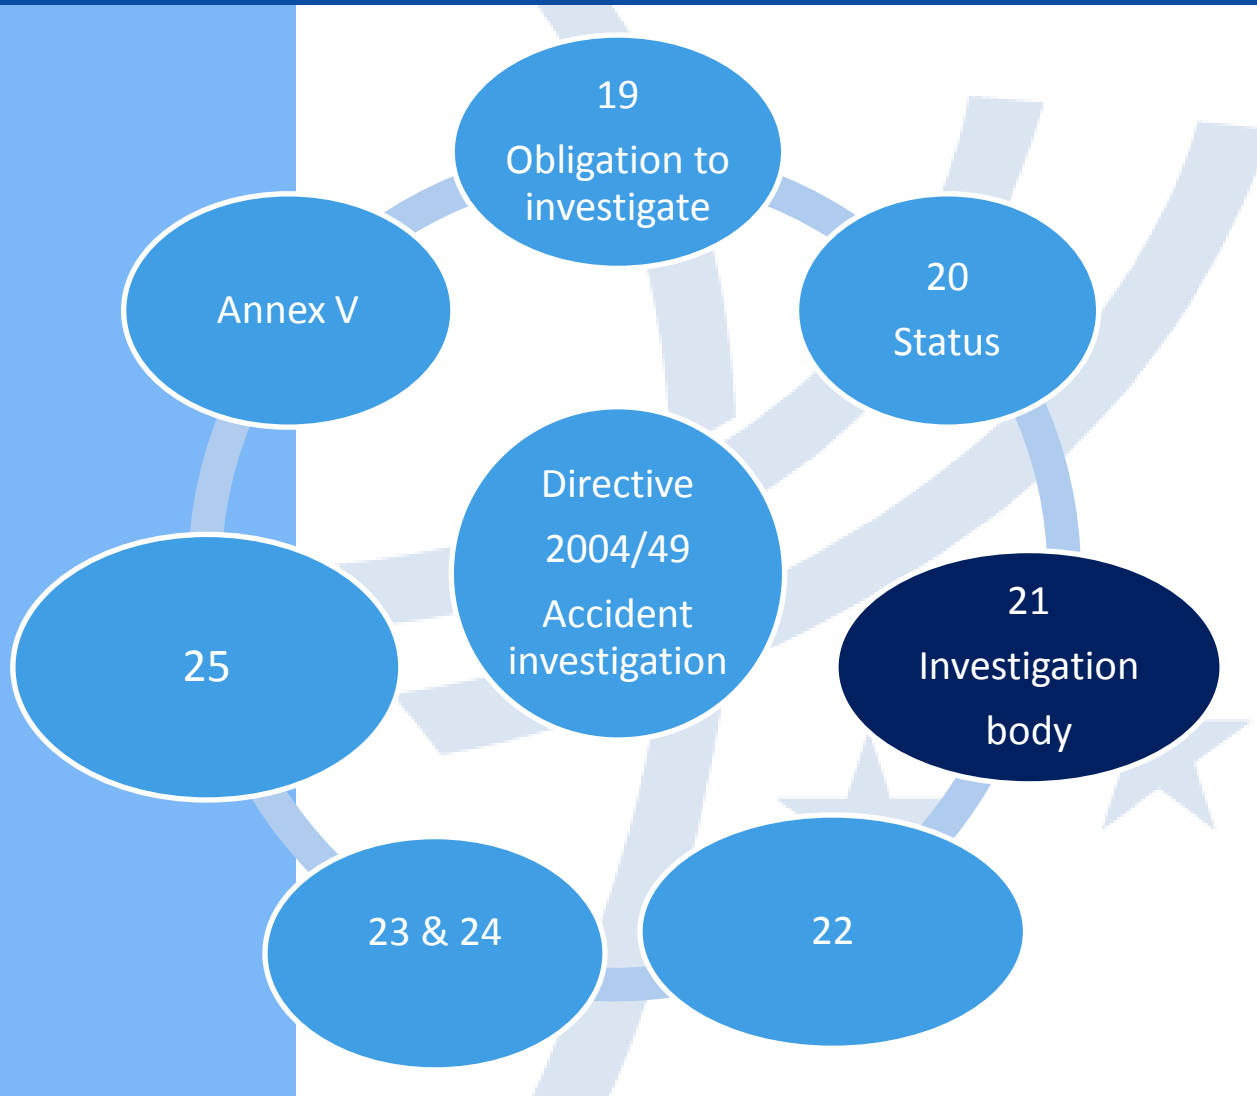 19
Obligation to
investigate
20
Status
21
Investigation
body
22
23 & 24
25
Annex V
Directive
2004/49
Accident
investigation